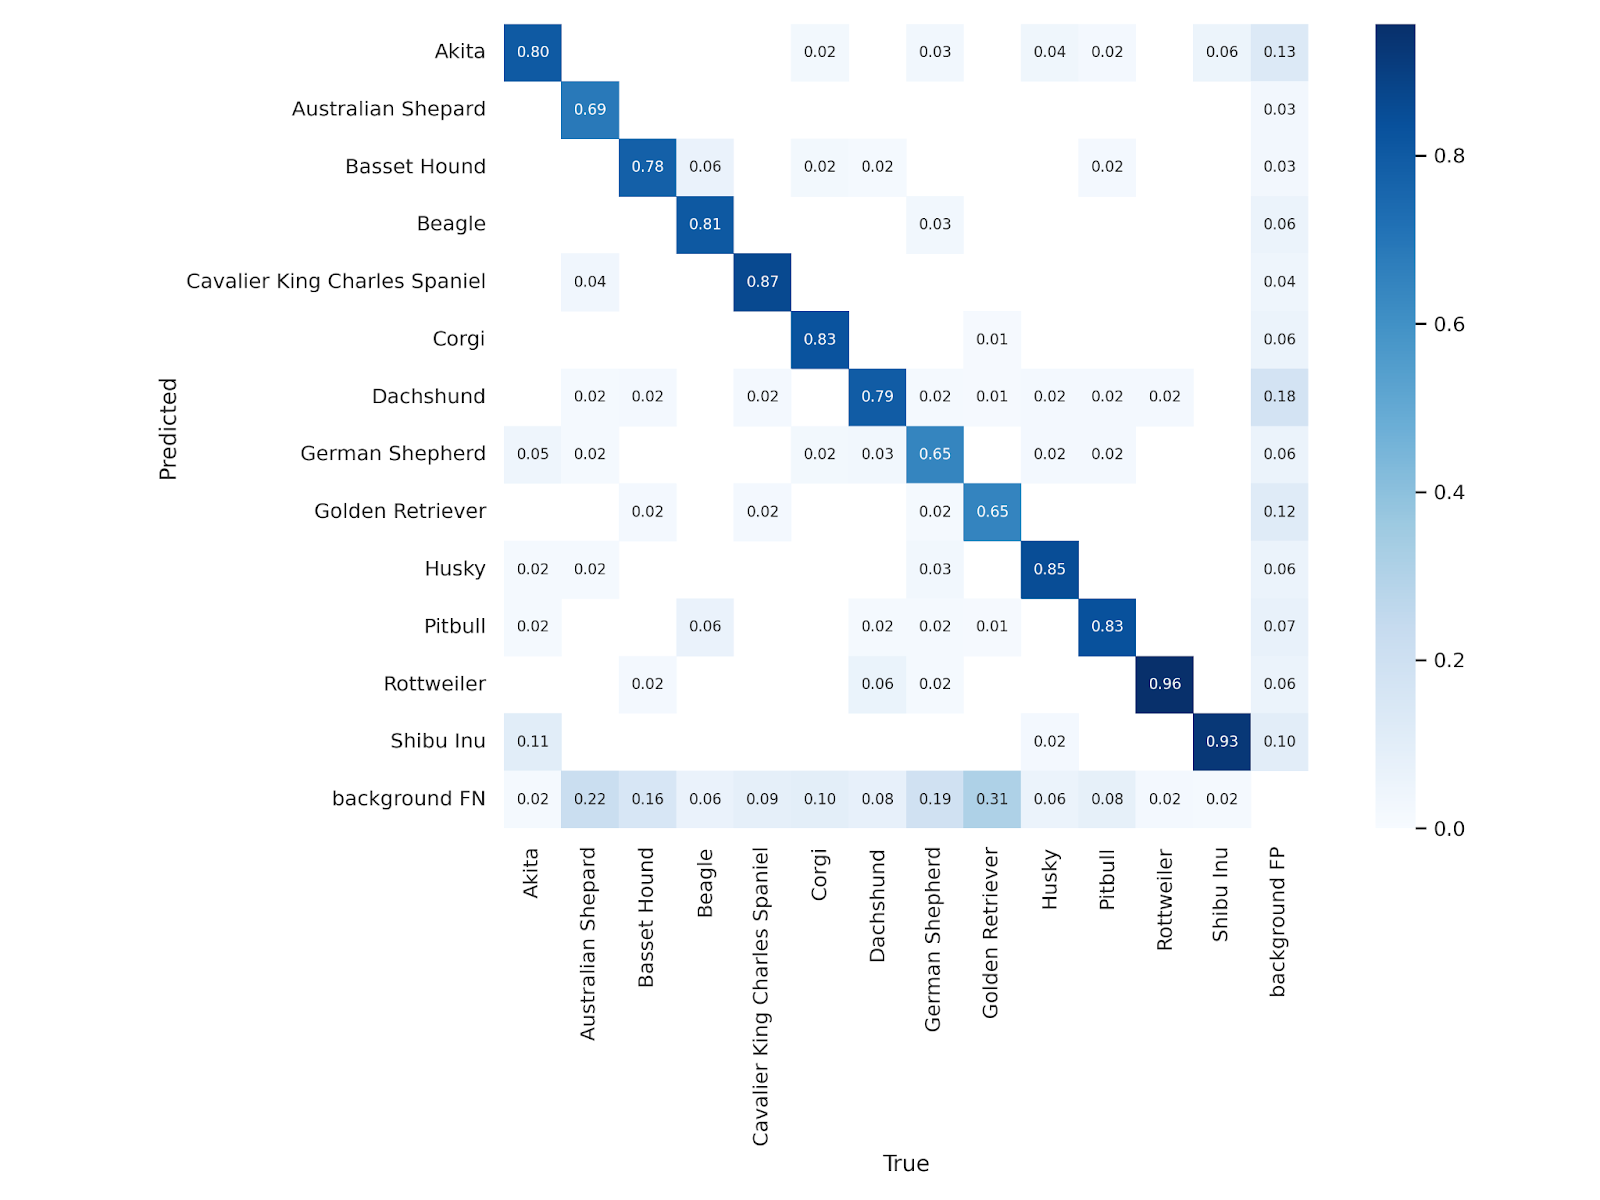 Akita 0.80 0.02 0.03 0.04 0.02 0.06 0.13
Australian Shepard 0.69 0.03
Basset Hound 0.78 0.06 0.02 0.02 0.02 0.03
Beagle 0.81 0.03 0.06
Cavalier King Charles Spaniel 0.04 0.87 0.04
Corgi 0.83 0.01 0.06
Dachshund 0.02 0.02 0.02 0.79 0.02 0.01 0.02 0.02 0.02 0.18
German Shepherd 0.05 0.02 0.02 0.03 0.65 0.02 0.02 0.06
Golden Retriever 0.02 0.02 0.02 0.65 0.12
Husky 0.02 0.02 0.03 0.85 0.06
Pitbull 0.02 0.06 0.02 0.02 0.01 0.83 0.07
Rottweiler 0.02 0.06 0.02 0.96 0.06
Shibu Inu 0.11 0.02 0.93 0.10
background FN 0.02 0.22 0.16 0.06 0.09 0.10 0.08 0.19 0.31 0.06 0.08 0.02 0.02
Predicted
Akita
Australian Shepard
Basset Hound
Beagle
Cavalier King Charles Spaniel
Corgi
Dachshund
German Shepherd
Golden Retriever
Husky
Pitbull
Rottweiler
Shibu Inu
background FP
True
0.8
0.6
0.4
0.2
0.0